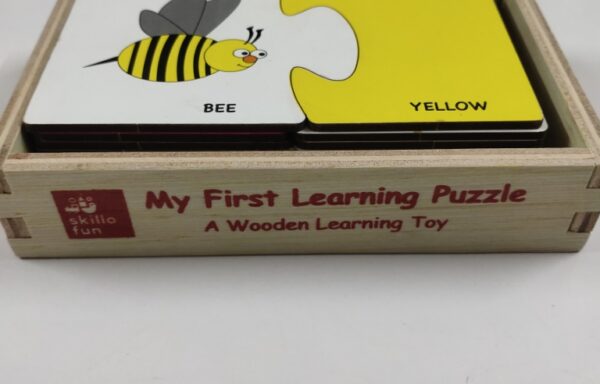 BEE
YELLOW
My First Learning Puzzle
skillo
fun
A Wooden Learning Toy